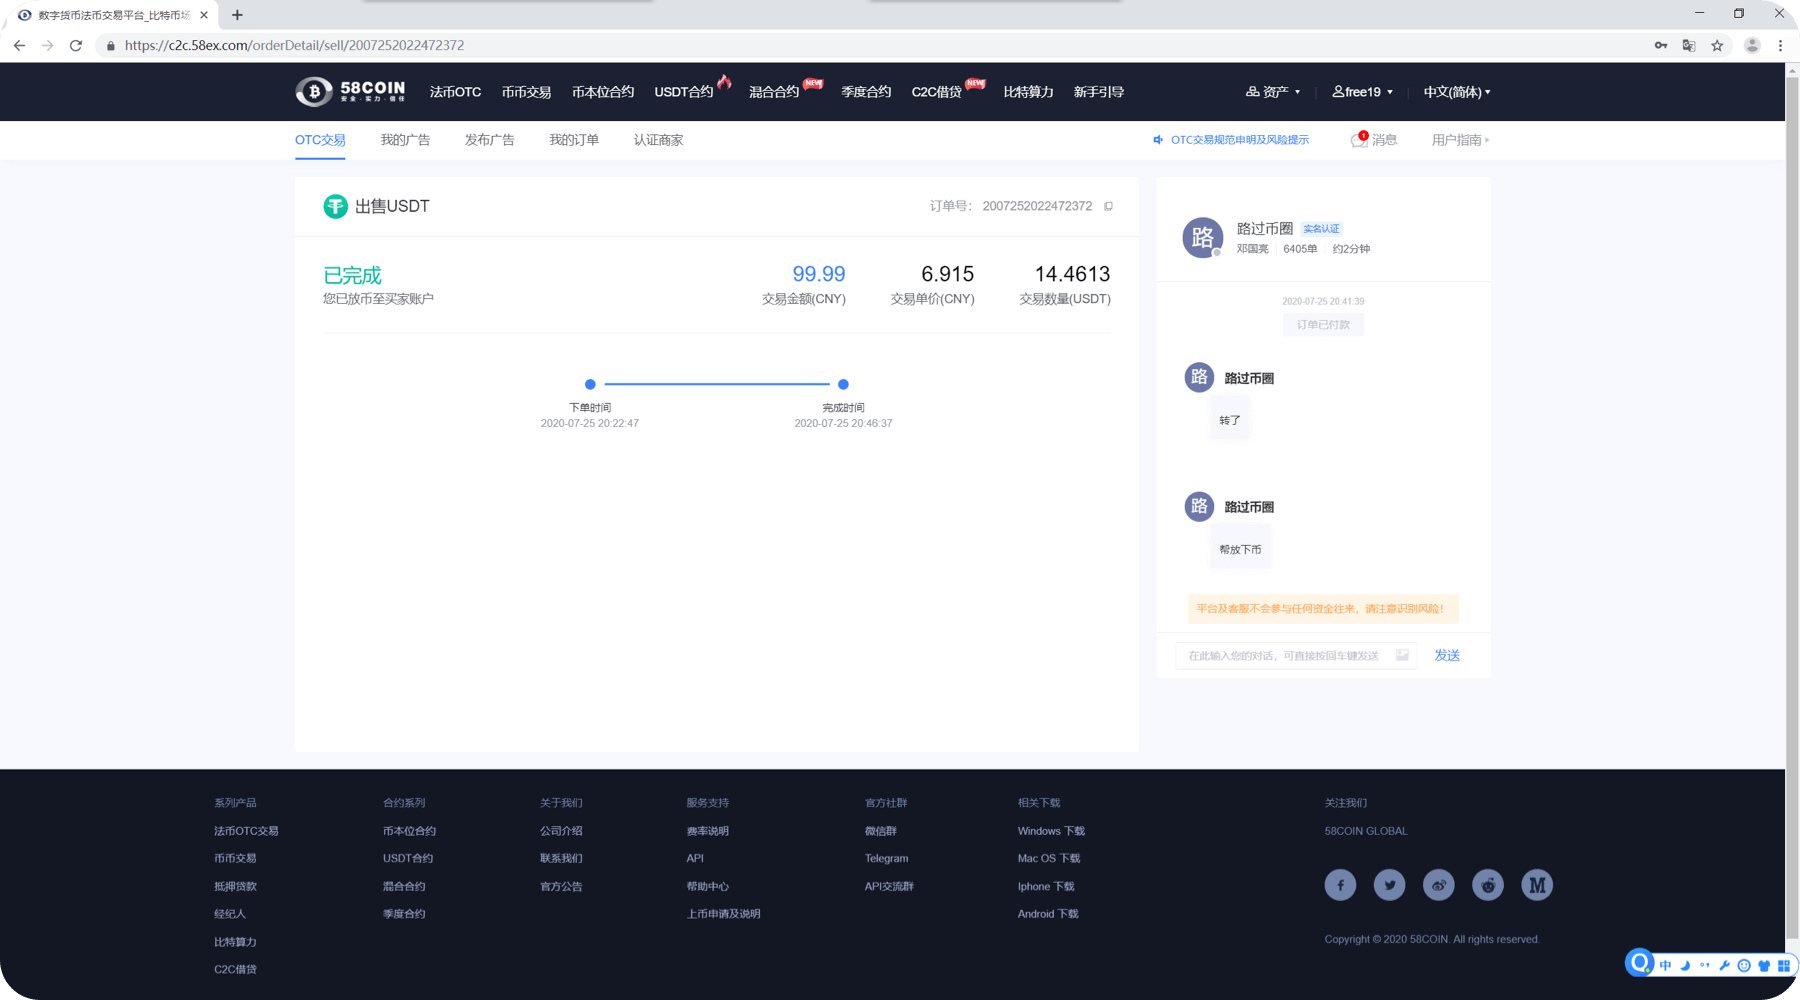 数字货币法币交易平台_比特币场
https://c2c.58ex.com/orderDetail/sell/2007252022472372
58COIN
安全·实力·信任
法币OTC 币币交易 币本位合约 USDT合约 混合合约 NEW 季度合约 C2C借贷 NEW 比特算力 新手引导 资产 free19 中文(简体)
OTC交易 我的广告 发布广告 我的订单 认证商家 OTC交易规范申明及风险提示 1 消息 用户指南
出售USDT 订单号： 2007252022472372
已完成 99.99 6.915 14.4613
您已放币至买家账户 交易金额(CNY) 交易单价(CNY) 交易数量(USDT)
下单时间 完成时间
2020-07-25 20:22:47 2020-07-25 20:46:37
路 路过币圈 实名认证
邓国亮 6405单 约2分钟
2020-07-25 20:41:39
订单已付款
路 路过币圈
转了
路 路过币圈
帮放下币
平台及客服不会参与任何资金往来，请注意识别风险！
在此输入您的对话，可直接按回车键发送 发送
系列产品 合约系列 关于我们 服务支持 官方社群 相关下载 关注我们
法币OTC交易 币本位合约 公司介绍 费率说明 微信群 Windows 下载 58COIN GLOBAL
币币交易 USDT合约 联系我们 API Telegram Mac OS 下载
抵押贷款 混合合约 官方公告 帮助中心 API交流群 Iphone 下载
经纪人 季度合约 上币申请及说明 Android 下载
比特算力 Copyright © 2020 58COIN. All rights reserved.
C2C借贷
中